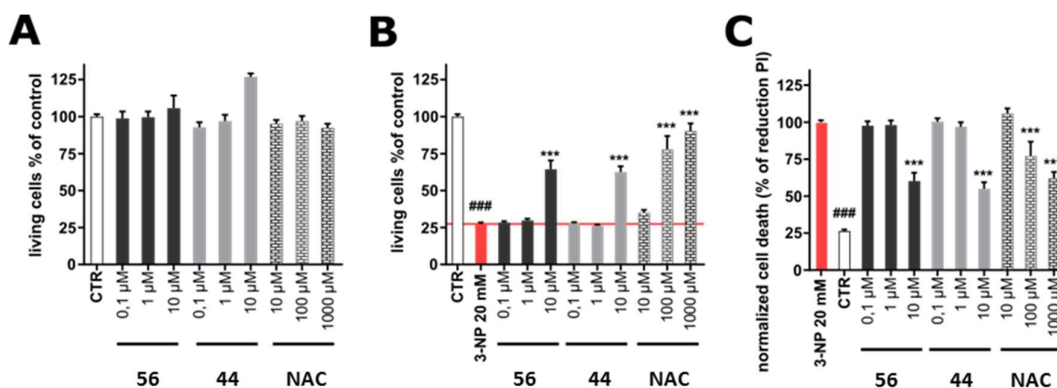 A
living cells % of control
125
100
75
50
25
0
CTR
0,1 µM
1 µM
10 µM
0,1 µM
1 µM
10 µM
10 µM
100 µM
1000 µM
56
44
NAC
B
living cells %of control
125
100
75
50
25
0
###
***
***
***
***
CTR
3-NP 20 mM
0,1 µM
1 µM
10 µM
0,1 µM
1 µM
10 µM
10 µM
100 µM
1000 µM
56
44
NAC
C
normalized cell death (% of reduction PI)
125
100
75
50
25
0
###
***
***
***
***
3-NP 20 mM
CTR
0,1 µM
1 µM
10 µM
0,1 µM
1 µM
10 µM
10 µM
100 µM
1000 µM
56
44
NAC